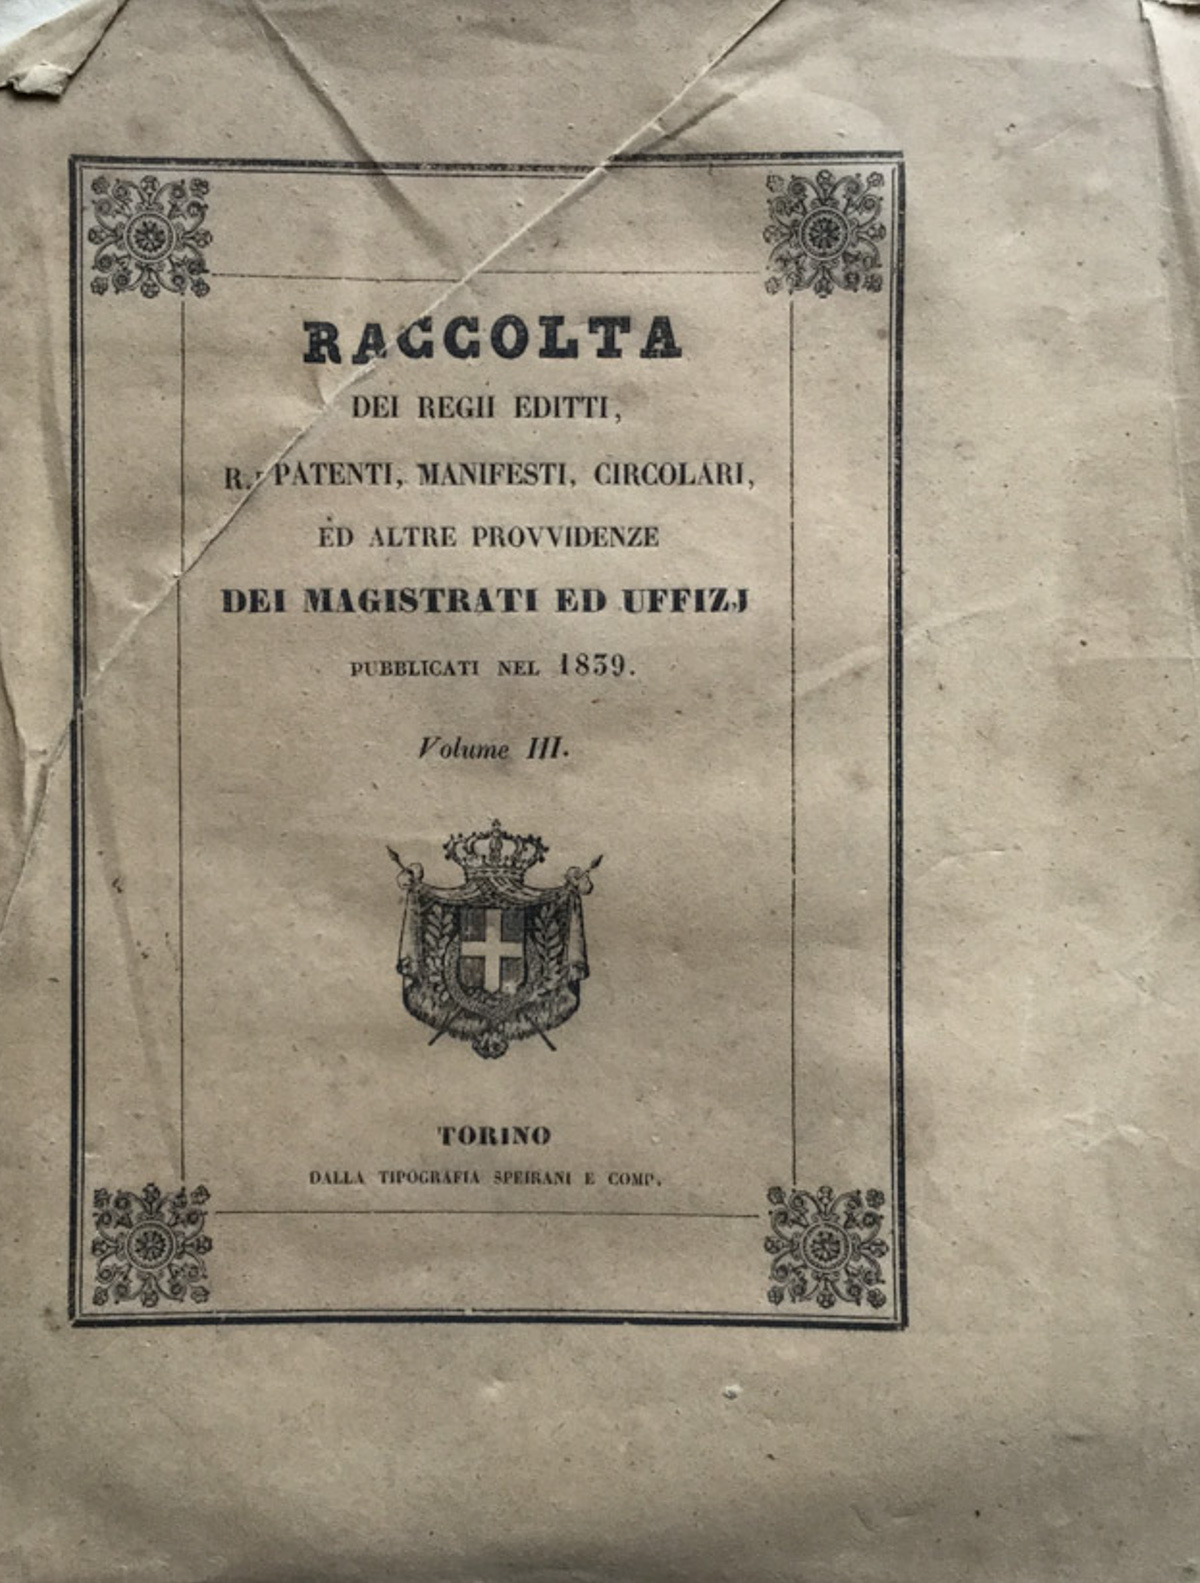 RACCOLTA
DEI REGII EDITTI,
R. PATENTI, MANIFESTI, CIRCOLARI,
ED ALTRE PROVVIDENZE
DEI MAGISTRATI ED UFFIZJ
PUBBLICATI NEL 1839.
Volume III.
TORINO
DALLA TIPOGRAFIA SPEIRANI E COMP.